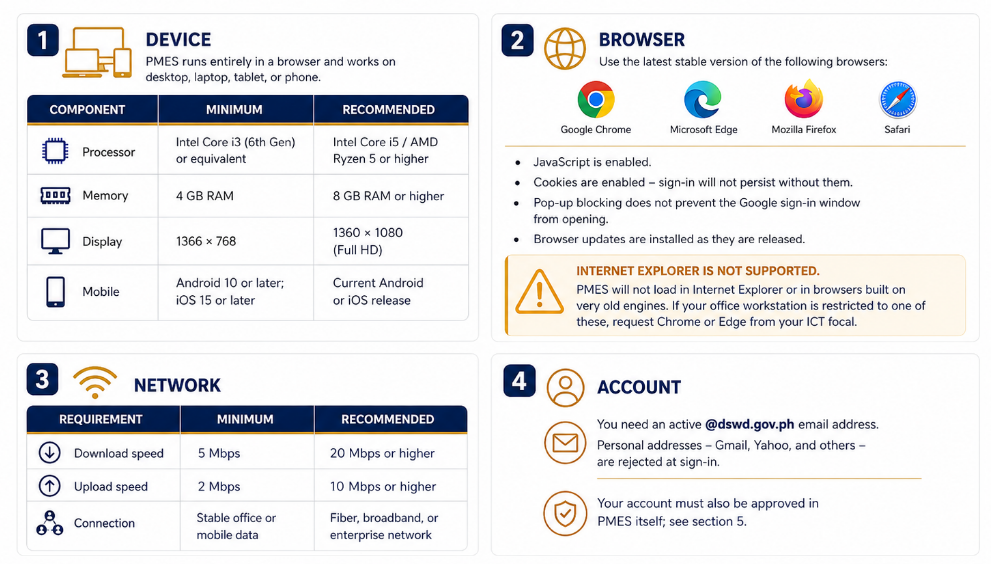 1
DEVICE
PMES runs entirely in a browser and works on
desktop, laptop, tablet, or phone.
COMPONENT MINIMUM RECOMMENDED
Processor
Intel Core i3 (6th Gen)
or equivalent
Intel Core i5 / AMD
Ryzen 5 or higher
Memory 4 GB RAM 8 GB RAM or higher
Display 1366 × 768
1360 × 1080
(Full HD)
Mobile
Android 10 or later;
iOS 15 or later
Current Android
or iOS release
2
BROWSER
Use the latest stable version of the following browsers:
Google Chrome Microsoft Edge Mozilla Firefox Safari
• JavaScript is enabled.
• Cookies are enabled – sign-in will not persist without them.
• Pop-up blocking does not prevent the Google sign-in window
from opening.
• Browser updates are installed as they are released.
INTERNET EXPLORER IS NOT SUPPORTED.
PMES will not load in Internet Explorer or in browsers built on
very old engines. If your office workstation is restricted to one of
these, request Chrome or Edge from your ICT focal.
3
NETWORK
REQUIREMENT MINIMUM RECOMMENDED
Download speed 5 Mbps 20 Mbps or higher
Upload speed 2 Mbps 10 Mbps or higher
Connection
Stable office or
mobile data
Fiber, broadband, or
enterprise network
4
ACCOUNT
You need an active @dswd.gov.ph email address.
Personal addresses – Gmail, Yahoo, and others –
are rejected at sign-in.
Your account must also be approved in
PMES itself; see section 5.